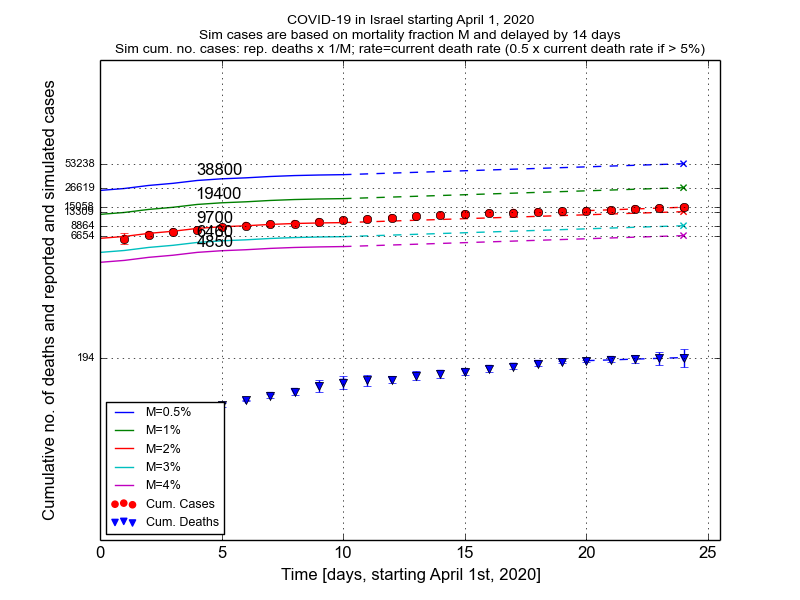 COVID-19 in Israel starting April 1, 2020
Sim cases are based on mortality fraction M and delayed by 14 days
Sim cum. no. cases: rep. deaths x 1/M; rate=current death rate (0.5 x current death rate if > 5%)
Cumulative no. of deaths and reported and simulated cases
53238
26619
15058
13309
8864
6654
194
38800
19400
9700
6460
4850
M=0.5%
M=1%
M=2%
M=3%
M=4%
Cum. Cases
Cum. Deaths
0 5 10 15 20 25
Time [days, starting April 1st, 2020]